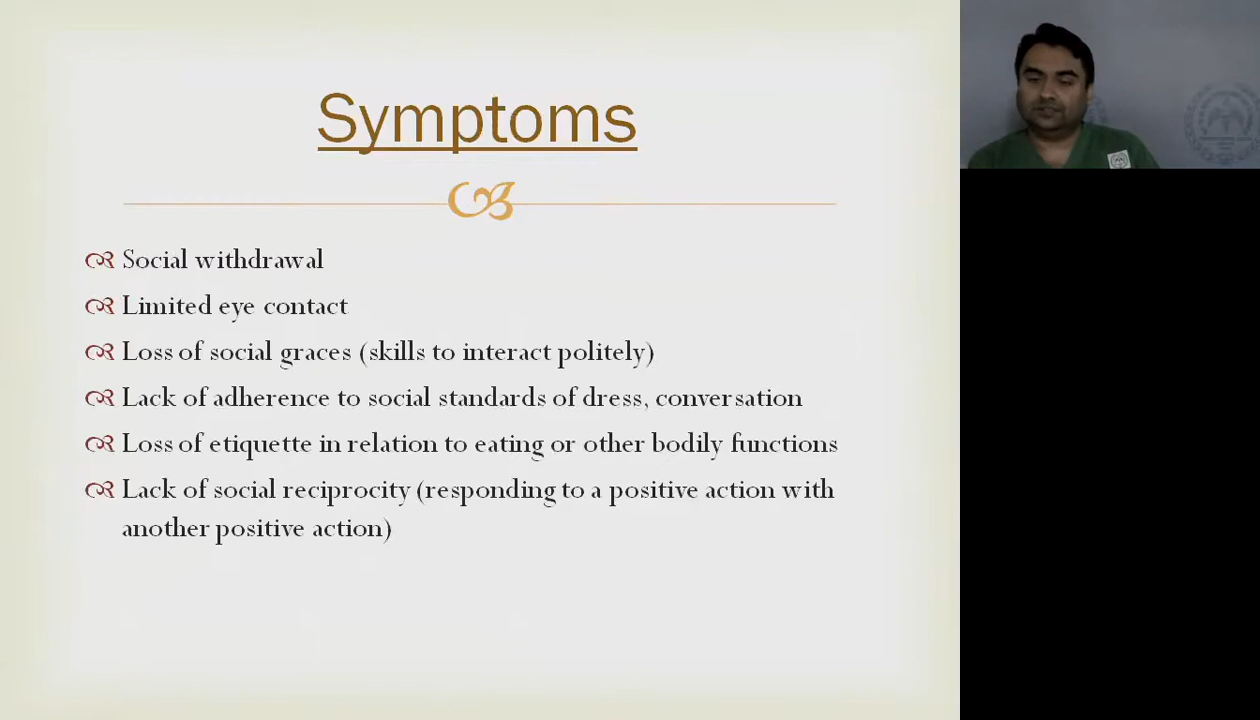 Symptoms
Social withdrawal
Limited eye contact
Loss of social graces (skills to interact politely)
Lack of adherence to social standards of dress, conversation
Loss of etiquette in relation to eating or other bodily functions
Lack of social reciprocity (responding to a positive action with
another positive action)